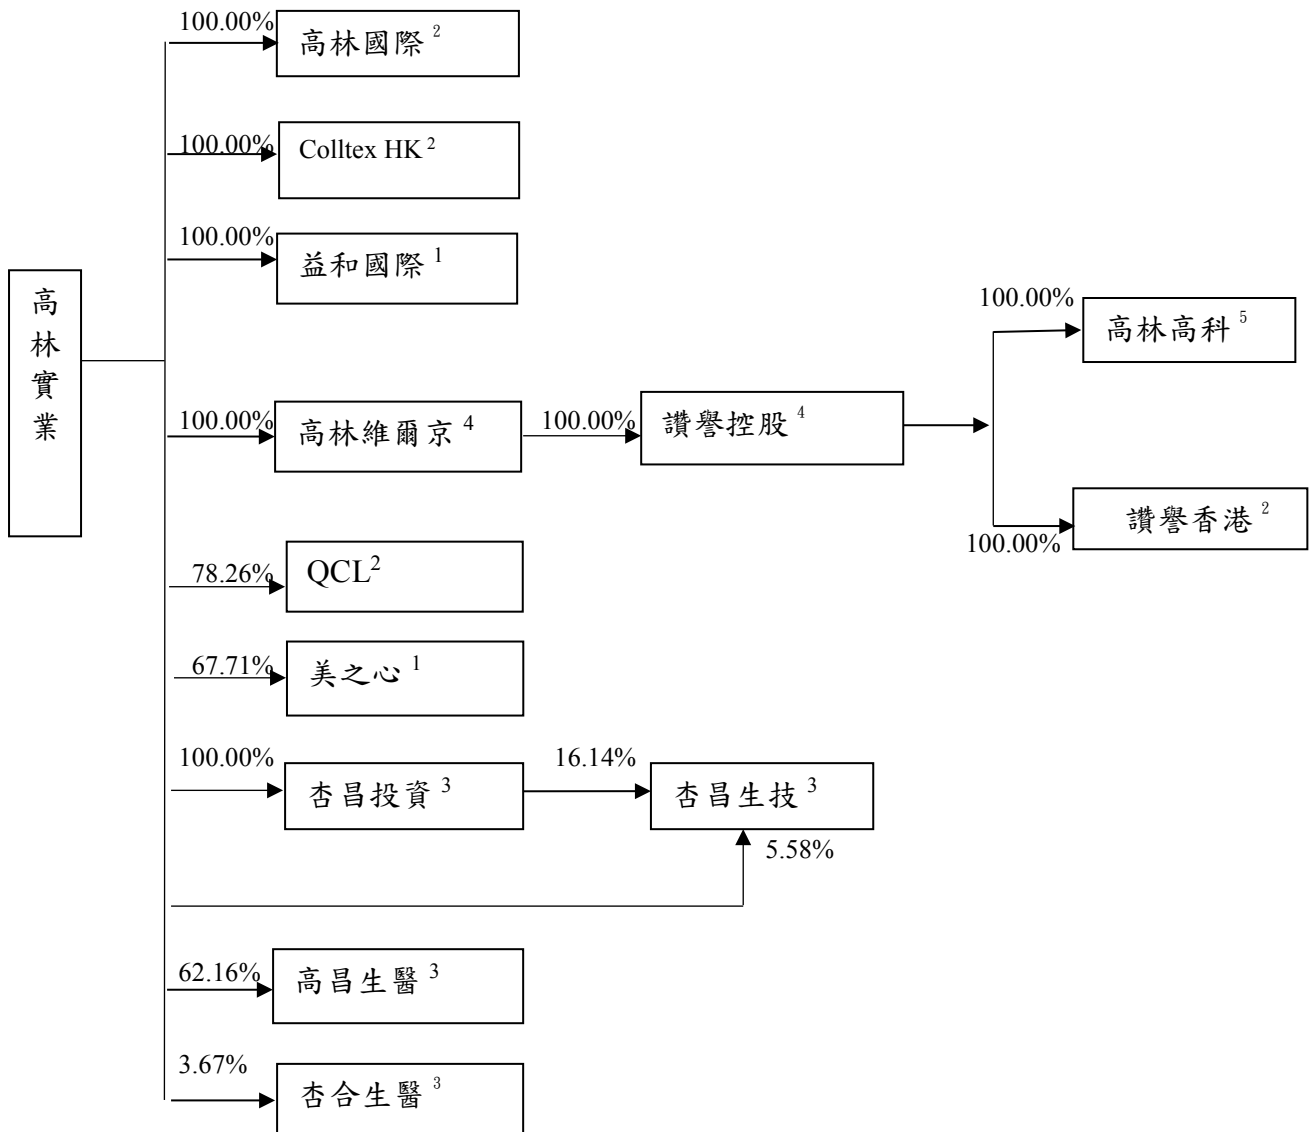 100.00%
高林國際 2
100.00%
Colltex HK 2
100.00%
益和國際 1
高林實業
100.00%
高林維爾京 4
100.00%
讚譽控股 4
100.00%
高林高科 5
100.00%
讚譽香港 2
78.26%
QCL2
67.71%
美之心 1
100.00%
杏昌投資 3
16.14%
杏昌生技 3
5.58%
62.16%
高昌生醫 3
3.67%
杏合生醫 3